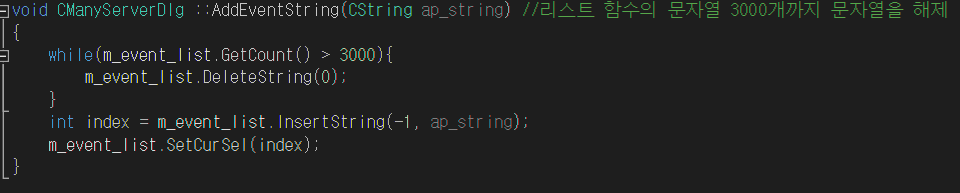 void CManyServerDlg ::AddEventString(CString ap_string) //리스트 함수의 문자열 3000개까지 문자열을 해제
{
    while(m_event_list.GetCount() > 3000){
        m_event_list.DeleteString(0);
    }
    int index = m_event_list.InsertString(-1, ap_string);
    m_event_list.SetCurSel(index);
}